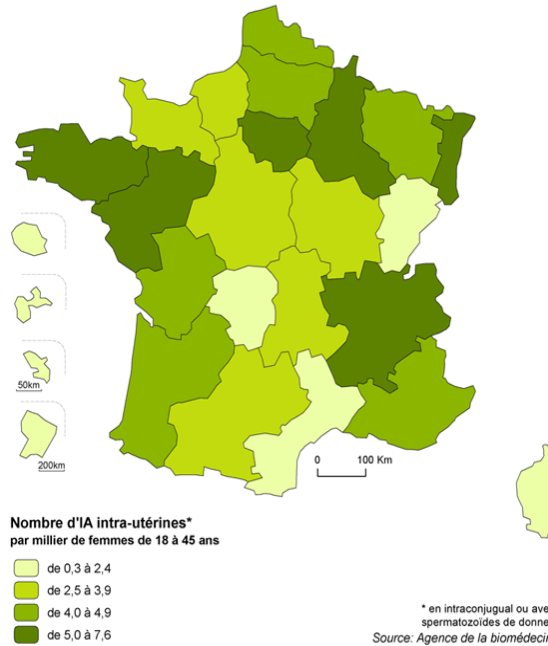 50km
200km
0 100 Km
Nombre d'IA intra-utérines*
par millier de femmes de 18 à 45 ans
de 0,3 à 2,4
de 2,5 à 3,9
de 4,0 à 4,9
de 5,0 à 7,6
* en intraconjugal ou ave
spermatozoïdes de donne
Source: Agence de la biomédecin